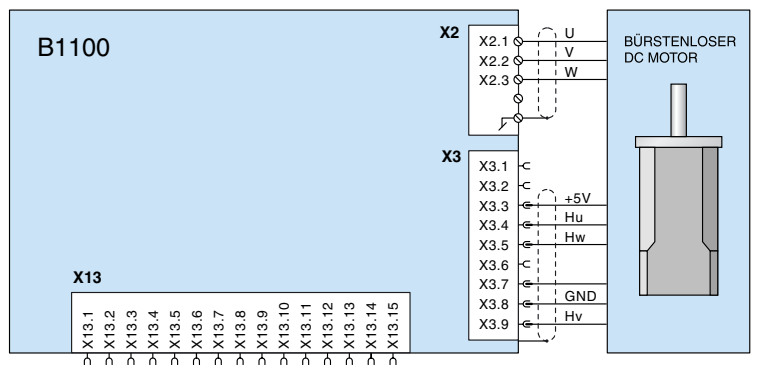 B1100
X2
X2.1
U
X2.2
V
X2.3
W
BÜRSTENLOSER
DC MOTOR
X3
X3.1
X3.2
X3.3
+5V
X3.4
Hu
X3.5
Hw
X3.6
X3.7
X3.8
GND
X3.9
Hv
X13
X13.1
X13.2
X13.3
X13.4
X13.5
X13.6
X13.7
X13.8
X13.9
X13.10
X13.11
X13.12
X13.13
X13.14
X13.15